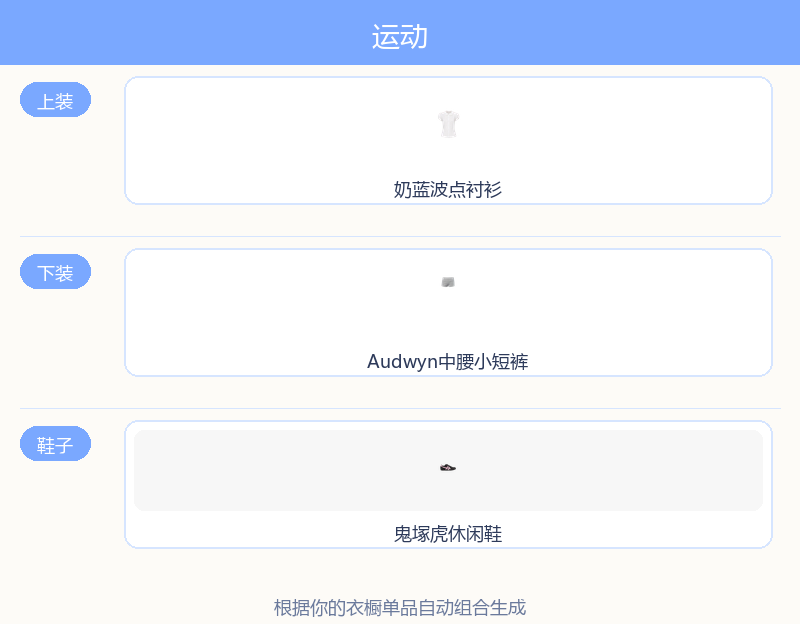 运动
上装
奶蓝波点衬衫
下装
Audwyn中腰小短裤
鞋子
鬼塚虎休闲鞋
根据你的衣橱单品自动组合生成